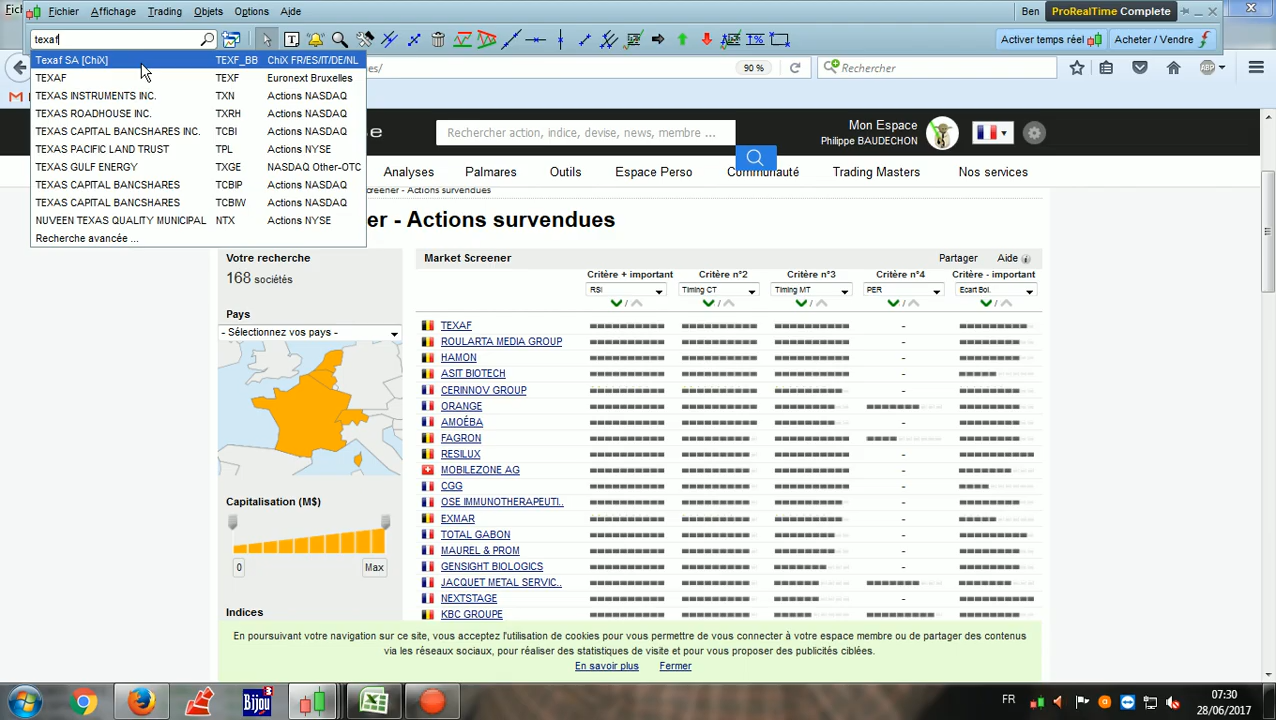 Fichier Affichage Trading Objets Options Aide Ben ProRealTime Complete
texaf Activer temps réel Acheter / Vendre
Texaf SA [ChiX] TEXF_BB ChiX FR/ES/IT/DE/NL
TEXAF TEXF Euronext Bruxelles
TEXAS INSTRUMENTS INC. TXN Actions NASDAQ
TEXAS ROADHOUSE INC. TXRH Actions NASDAQ
TEXAS CAPITAL BANCSHARES INC. TCBI Actions NASDAQ
TEXAS PACIFIC LAND TRUST TPL Actions NYSE
TEXAS GULF ENERGY TXGE NASDAQ Other-OTC
TEXAS CAPITAL BANCSHARES TCBIP Actions NASDAQ
TEXAS CAPITAL BANCSHARES TCBIW Actions NASDAQ
NUVEEN TEXAS QUALITY MUNICIPAL NTX Actions NYSE
Recherche avancée ...
es/ 90 % Rechercher
Rechercher action, indice, devise, news, membre ...
Mon Espace
Philippe BAUDECHON
Actualités Palmares Outils Espace Perso Communauté Trading Masters Nos services
creener - Actions survendues
er - Actions survendues
Votre recherche
168 sociétés
Pays
- Sélectionnez vos pays -
Capitalisation (M$)
0 Max
Indices
Market Screener Partager Aide
Critère + important Critère n°2 Critère n°3 Critère n°4 Critère - important
RSI Timing CT Timing MT PER Ecart Bol.
/ / / / /
TEXAF -
ROULARTA MEDIA GROUP -
HAMON -
ASIT BIOTECH -
CERINNOV GROUP -
ORANGE
AMOÉBA -
FAGRON
RESILUX -
MOBILEZONE AG -
CGG -
OSE IMMUNOTHERAPEUTI. -
EXMAR -
TOTAL GABON -
MAUREL & PROM -
GENSIGHT BIOLOGICS -
JACQUET METAL SERVIC..
NEXTSTAGE -
KBC GROUPE
En poursuivant votre navigation sur ce site, vous acceptez l'utilisation de cookies pour vous permettre de vous connecter à votre espace membre ou de partager des contenus
via les réseaux sociaux, pour réaliser des statistiques de visite et pour vous proposer des publicités ciblées.
En savoir plus Fermer
Bijou 3
FR 07:30
28/06/2017